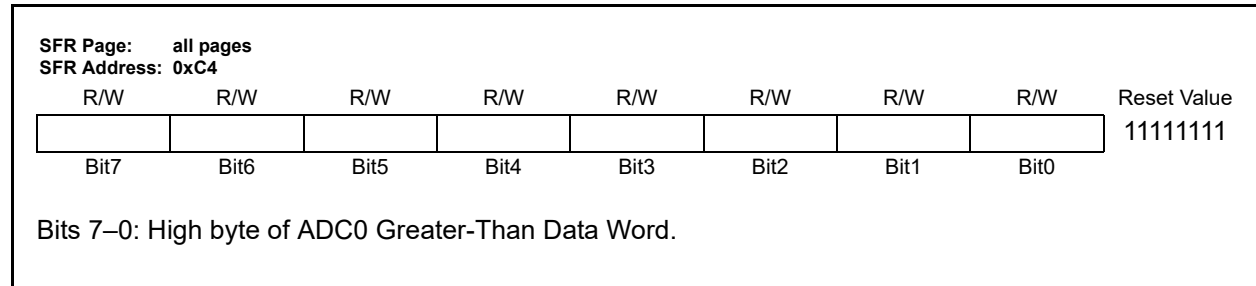 SFR Page: all pages
SFR Address: 0xC4
R/W R/W R/W R/W R/W R/W R/W R/W Reset Value
11111111
Bit7 Bit6 Bit5 Bit4 Bit3 Bit2 Bit1 Bit0
Bits 7–0: High byte of ADC0 Greater-Than Data Word.